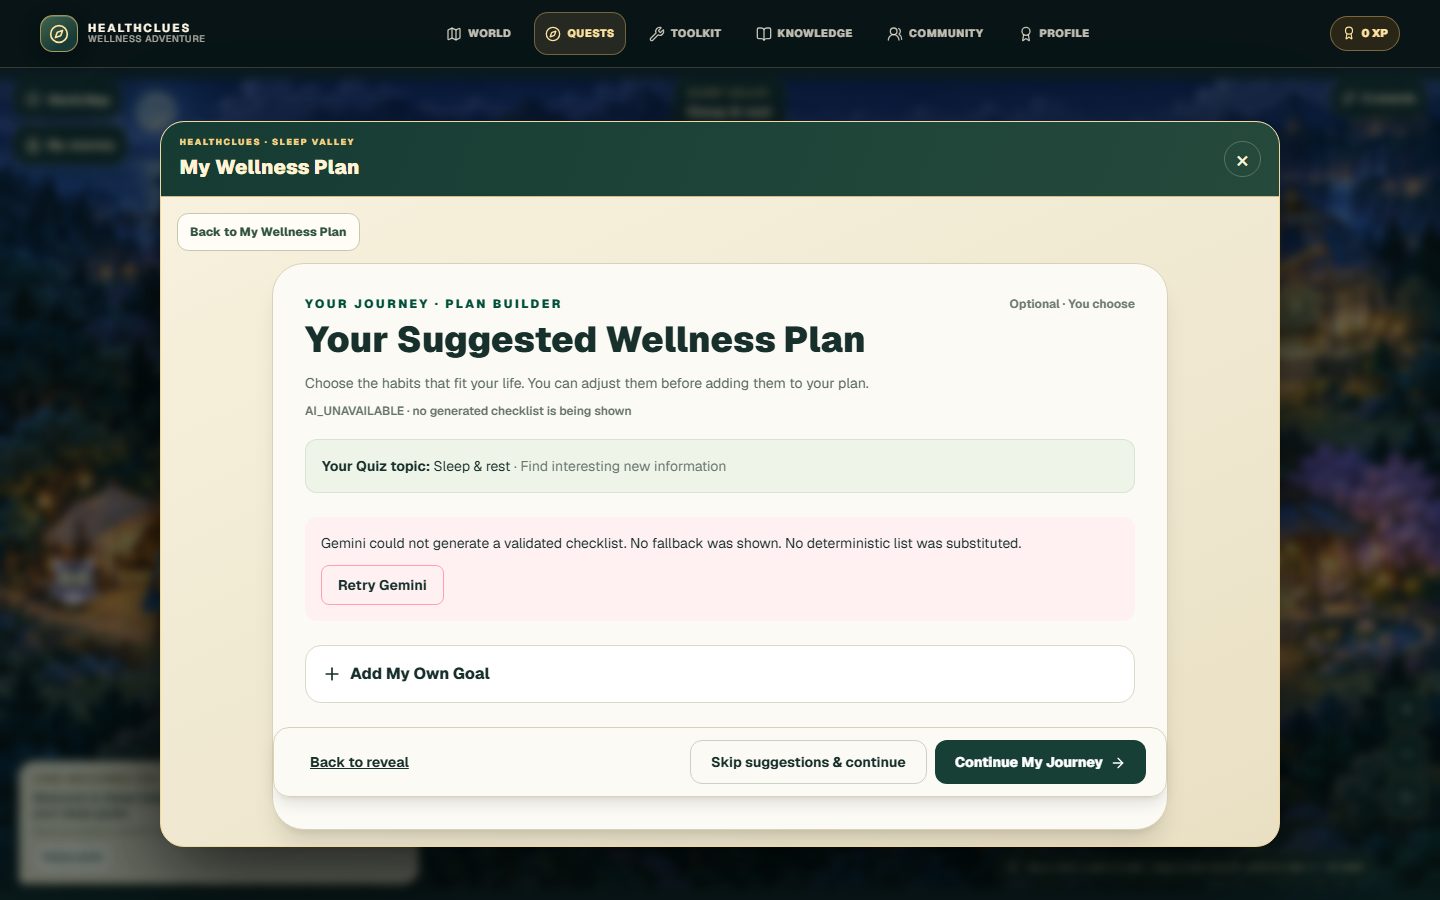 HEALTHCLUES
WELLNESS ADVENTURE
WORLD
QUESTS
TOOLKIT
KNOWLEDGE
COMMUNITY
PROFILE
0 XP
HEALTHCLUES · SLEEP VALLEY
My Wellness Plan
Back to My Wellness Plan
YOUR JOURNEY · PLAN BUILDER
Optional · You choose
Your Suggested Wellness Plan
Choose the habits that fit your life. You can adjust them before adding them to your plan.
AI_UNAVAILABLE · no generated checklist is being shown
Your Quiz topic: Sleep & rest · Find interesting new information
Gemini could not generate a validated checklist. No fallback was shown. No deterministic list was substituted.
Retry Gemini
Add My Own Goal
Back to reveal
Skip suggestions & continue
Continue My Journey →